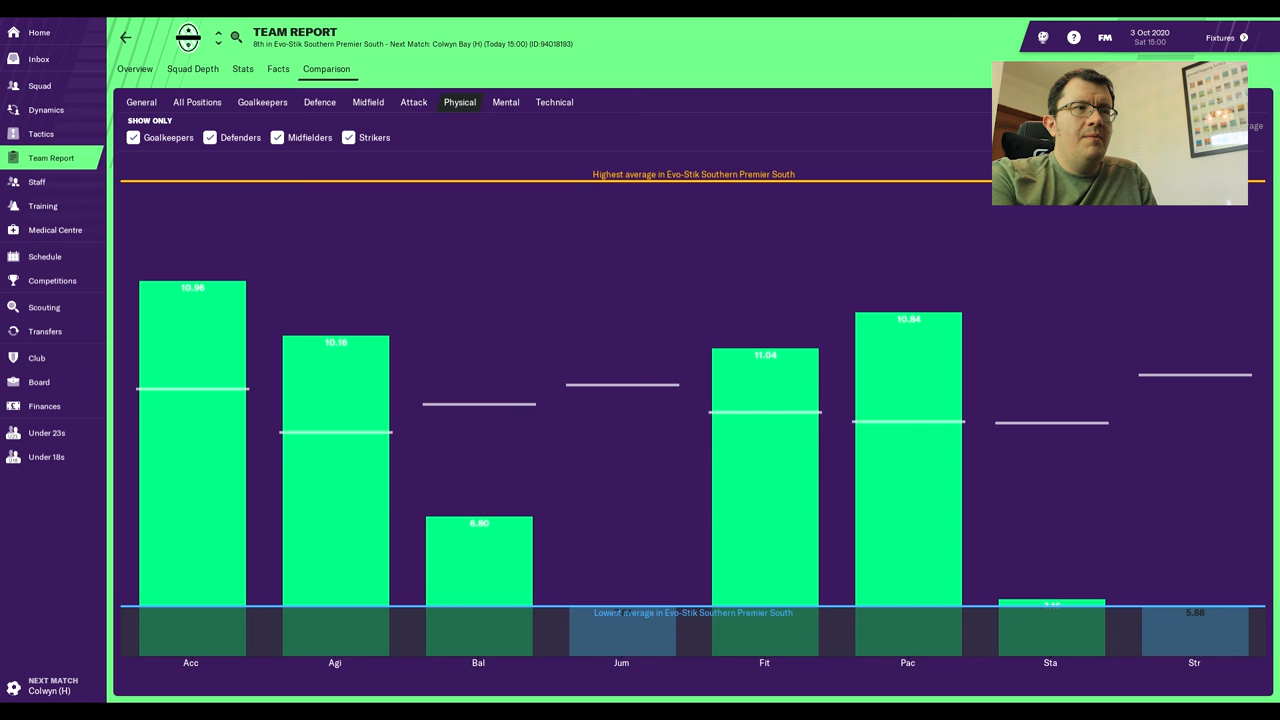 Home
Inbox
Squad
Dynamics
Tactics
Team Report
Staff
Training
Medical Centre
Schedule
Competitions
Scouting
Transfers
Club
Board
Finances
Under 23s
Under 18s
NEXT MATCH
Colwyn (H)
TEAM REPORT
8th in Evo-Stik Southern Premier South - Next Match: Colwyn Bay (H) (Today 15:00) (ID:94018193)
FM
3 Oct 2020
Sat 15:00
Fixtures
Overview Squad Depth Stats Facts Comparison
General All Positions Goalkeepers Defence Midfield Attack Physical Mental Technical
SHOW ONLY
Goalkeepers Defenders Midfielders Strikers
Highest average in Evo-Stik Southern Premier South
10.96
10.16
6.80
11.04
10.84
5.88
Lowest average in Evo-Stik Southern Premier South
Acc Agi Bal Jum Fit Pac Sta Str